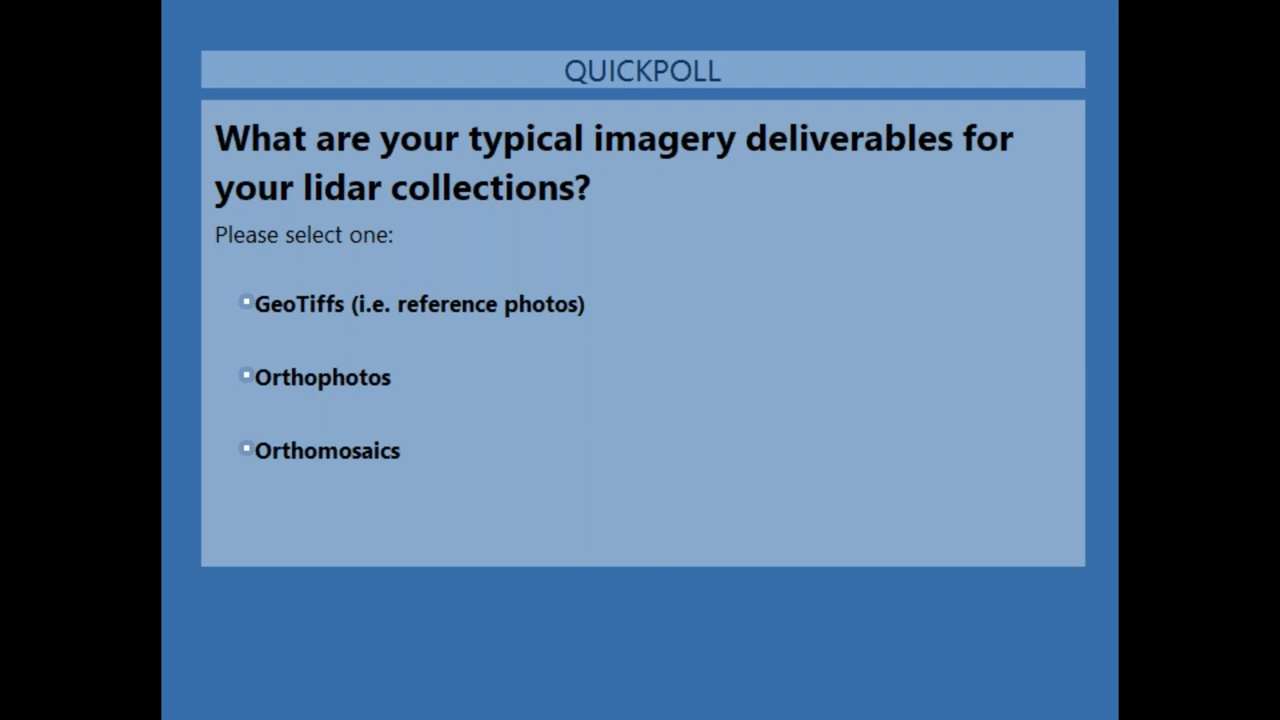 QUICKPOLL
What are your typical imagery deliverables for
your lidar collections?
Please select one:
GeoTiffs (i.e. reference photos)
Orthophotos
Orthomosaics